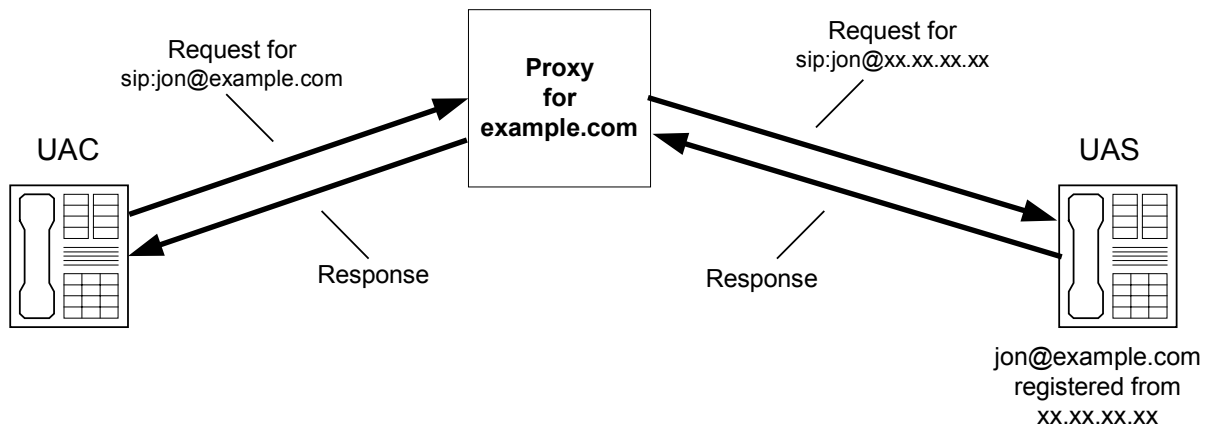 Request for
sip:jon@example.com
Proxy
for
example.com
Request for
sip:jon@xx.xx.xx.xx
UAC
UAS
Response
Response
jon@example.com
registered from
xx.xx.xx.xx